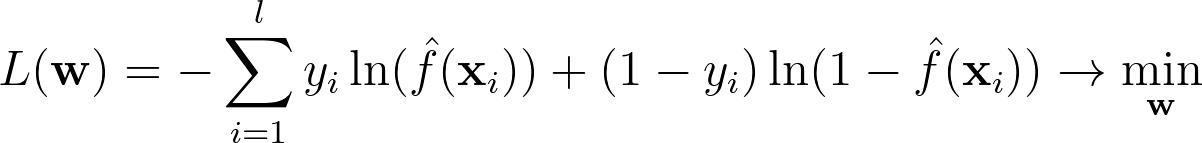 L(𝐰) = − ∑_{i=1}^{l} y_i ln(f̂(𝐱_i)) + (1 − y_i) ln(1 − f̂(𝐱_i)) → min_𝐰